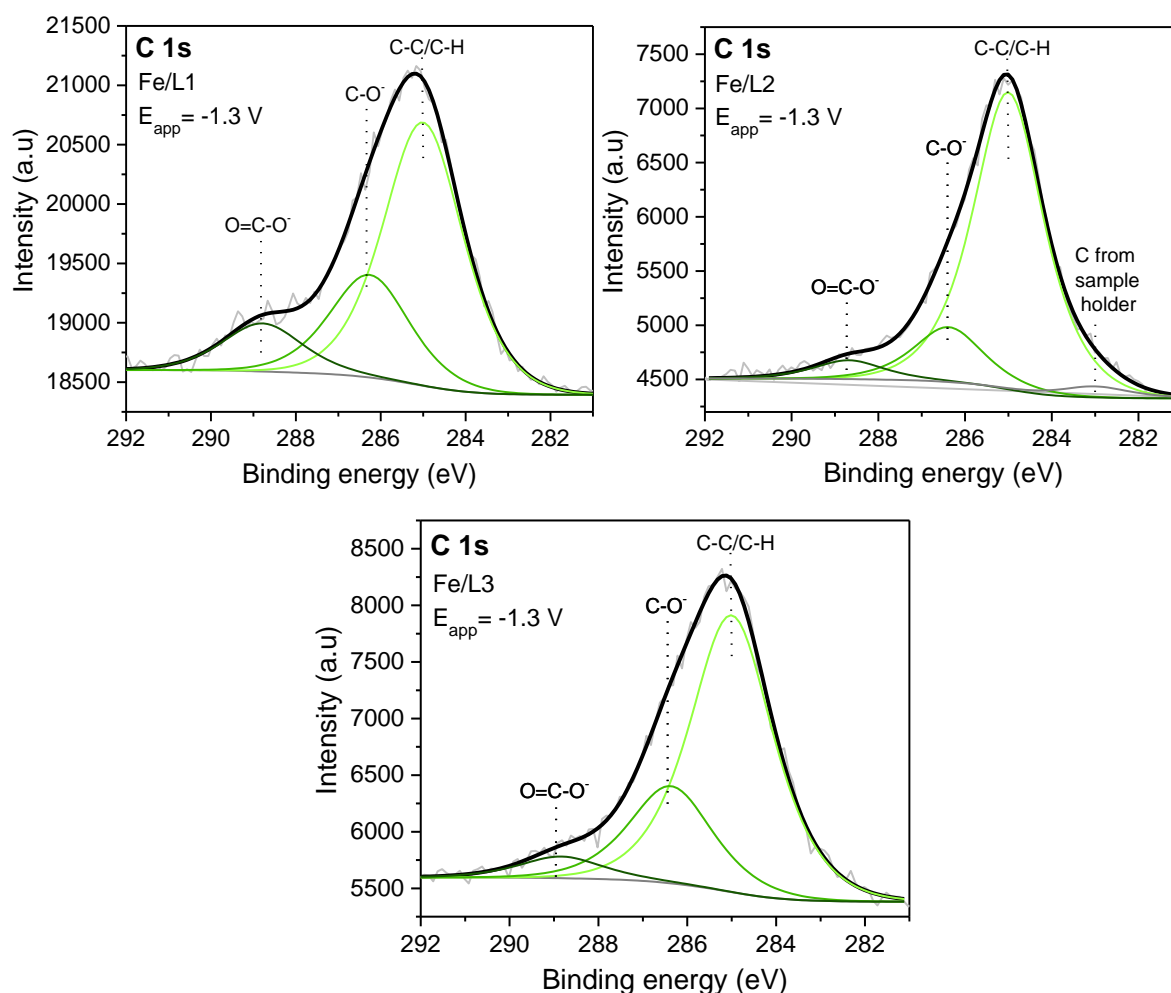 C 1s
Fe/L1
E_app= -1.3 V
O=C-O⁻
C-O⁻
C-C/C-H
21500
21000
20500
20000
19500
19000
18500
Intensity (a.u)
292 290 288 286 284 282
Binding energy (eV)
C 1s
Fe/L2
E_app= -1.3 V
O=C-O⁻
C-O⁻
C-C/C-H
C from
sample
holder
7500
7000
6500
6000
5500
5000
4500
Intensity (a.u)
292 290 288 286 284 282
Binding energy (eV)
C 1s
Fe/L3
E_app= -1.3 V
O=C-O⁻
C-O⁻
C-C/C-H
8500
8000
7500
7000
6500
6000
5500
Intensity (a.u)
292 290 288 286 284 282
Binding energy (eV)